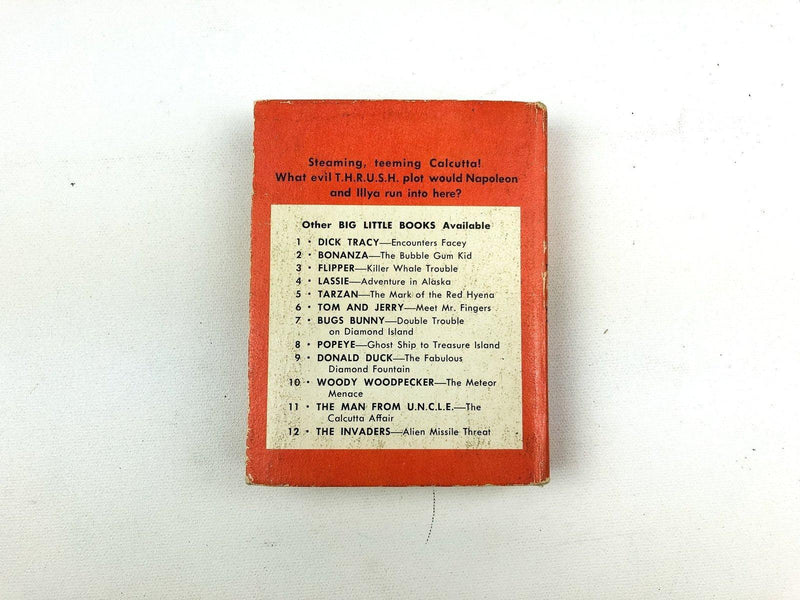 Steaming, teeming Calcutta!
What evil T.H.R.U.S.H. plot would Napoleon
and Illya run into here?
Other BIG LITTLE BOOKS Available
1 • DICK TRACY—Encounters Facey
2 • BONANZA—The Bubble Gum Kid
3 • FLIPPER—Killer Whale Trouble
4 • LASSIE—Adventure in Alaska
5 • TARZAN—The Mark of the Red Hyena
6 • TOM AND JERRY—Meet Mr. Fingers
7 • BUGS BUNNY—Double Trouble
on Diamond Island
8 • POPEYE—Ghost Ship to Treasure Island
9 • DONALD DUCK—The Fabulous
Diamond Fountain
10 • WOODY WOODPECKER—The Meteor
Menace
11 • THE MAN FROM U.N.C.L.E.—The
Calcutta Affair
12 • THE INVADERS—Alien Missile Threat